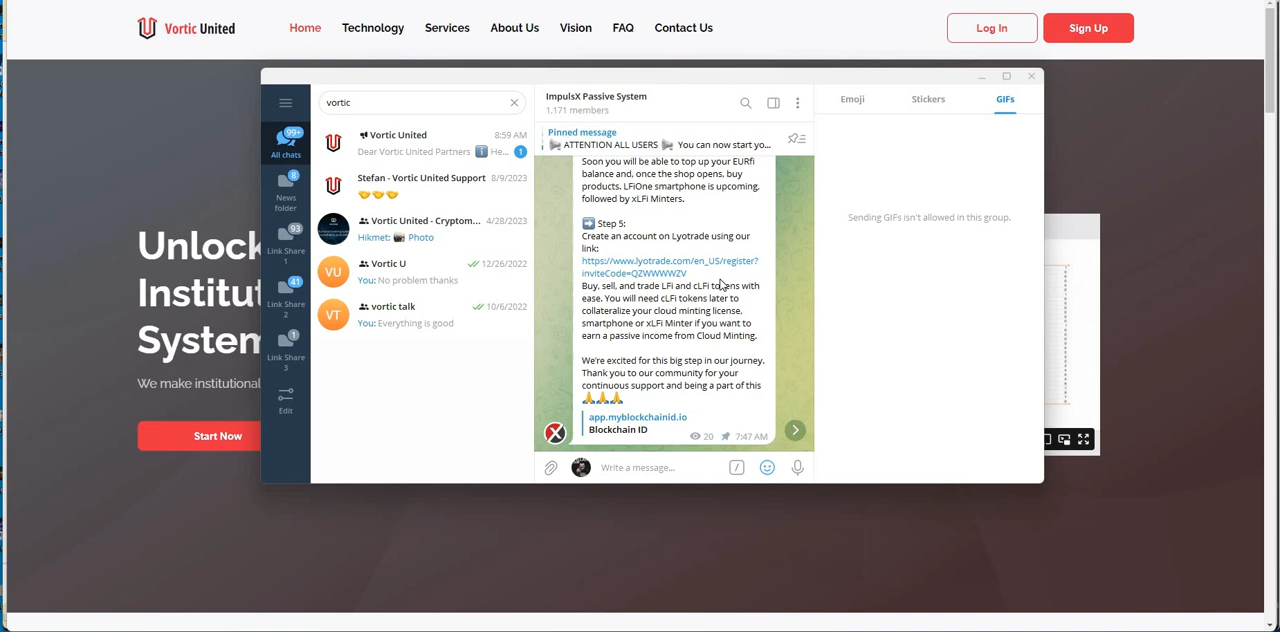 Vortic United
Home
Technology
Services
About Us
Vision
FAQ
Contact Us
Log In
Sign Up
Unlock
Institut
System
We make institutional
Start Now
99+
All chats
8
News
folder
93
Link Share
1
41
Link Share
2
1
Link Share
3
Edit
vortic
Vortic United
8:59 AM
Dear Vortic United Partners ℹ️ He...
1
Stefan - Vortic United Support
8/9/2023
🤝🤝🤝
Vortic United - Cryptom...
4/28/2023
Hikmet: Photo
VU
Vortic U
12/26/2022
You: No problem thanks
VT
vortic talk
10/6/2022
You: Everything is good
ImpulsX Passive System
1,171 members
Pinned message
📢 ATTENTION ALL USERS 📢 You can now start yo...
Soon you will be able to top up your EURfi
balance and, once the shop opens, buy
products. LFiOne smartphone is upcoming,
followed by xLFi Minters.
➡️ Step 5:
Create an account on Lyotrade using our
link:
https://www.lyotrade.com/en_US/register?
inviteCode=QZWWWWZV
Buy, sell, and trade LFi and cLFi tokens with
ease. You will need cLFi tokens later to
collateralize your cloud minting license,
smartphone or xLFi Minter if you want to
earn a passive income from Cloud Minting.
We're excited for this big step in our journey.
Thank you to our community for your
continuous support and being a part of this
🙏🙏🙏
app.myblockchainid.io
Blockchain ID
20
7:47 AM
Write a message...
Emoji
Stickers
GIFs
Sending GIFs isn't allowed in this group.